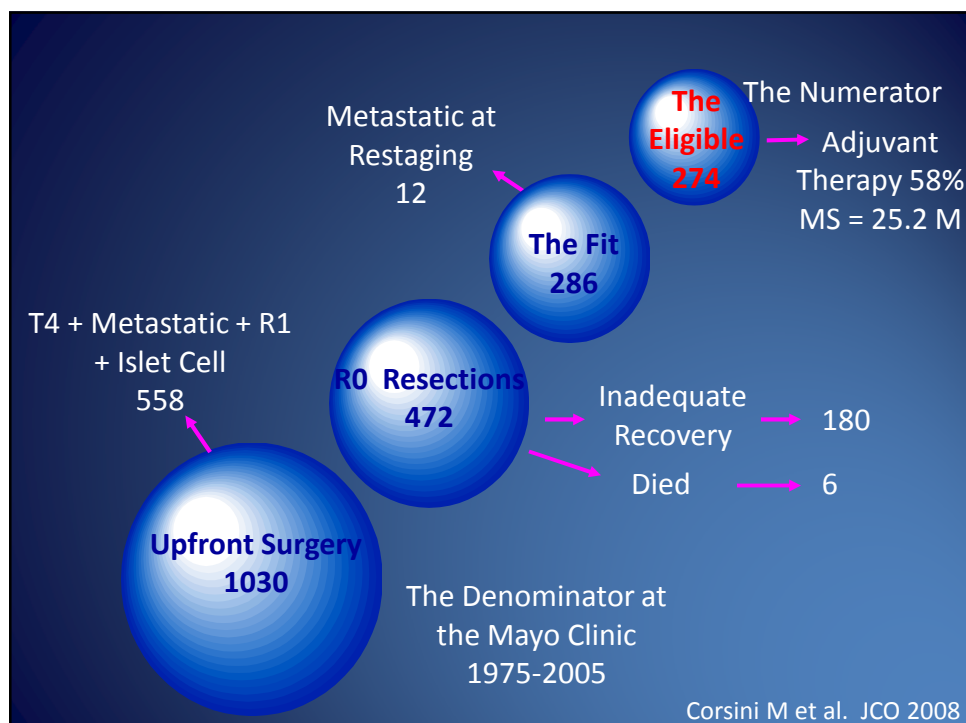 The
Eligible
274
The Numerator
Adjuvant
Therapy 58%
MS = 25.2 M
Metastatic at
Restaging
12
The Fit
286
T4 + Metastatic + R1
+ Islet Cell
558
R0 Resections
472
Inadequate
Recovery
180
Died
6
Upfront Surgery
1030
The Denominator at
the Mayo Clinic
1975-2005
Corsini M et al. JCO 2008